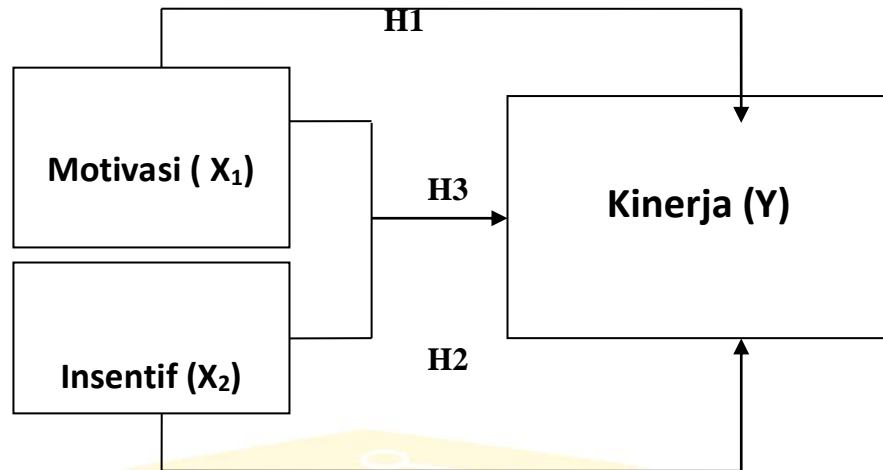 H1
Motivasi ( X₁)
H3
Kinerja (Y)
H2
Insentif (X₂)